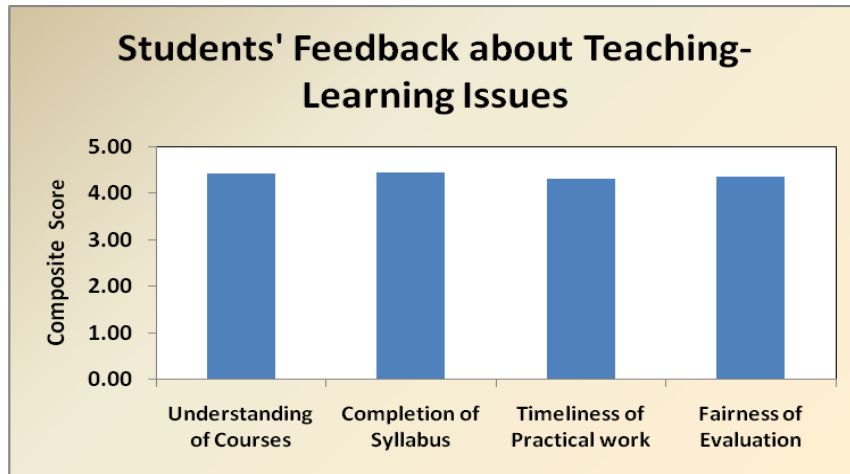 Students' Feedback about Teaching-
Learning Issues
Composite Score
5.00
4.00
3.00
2.00
1.00
0.00
Understanding
of Courses
Completion of
Syllabus
Timeliness of
Practical work
Fairness of
Evaluation